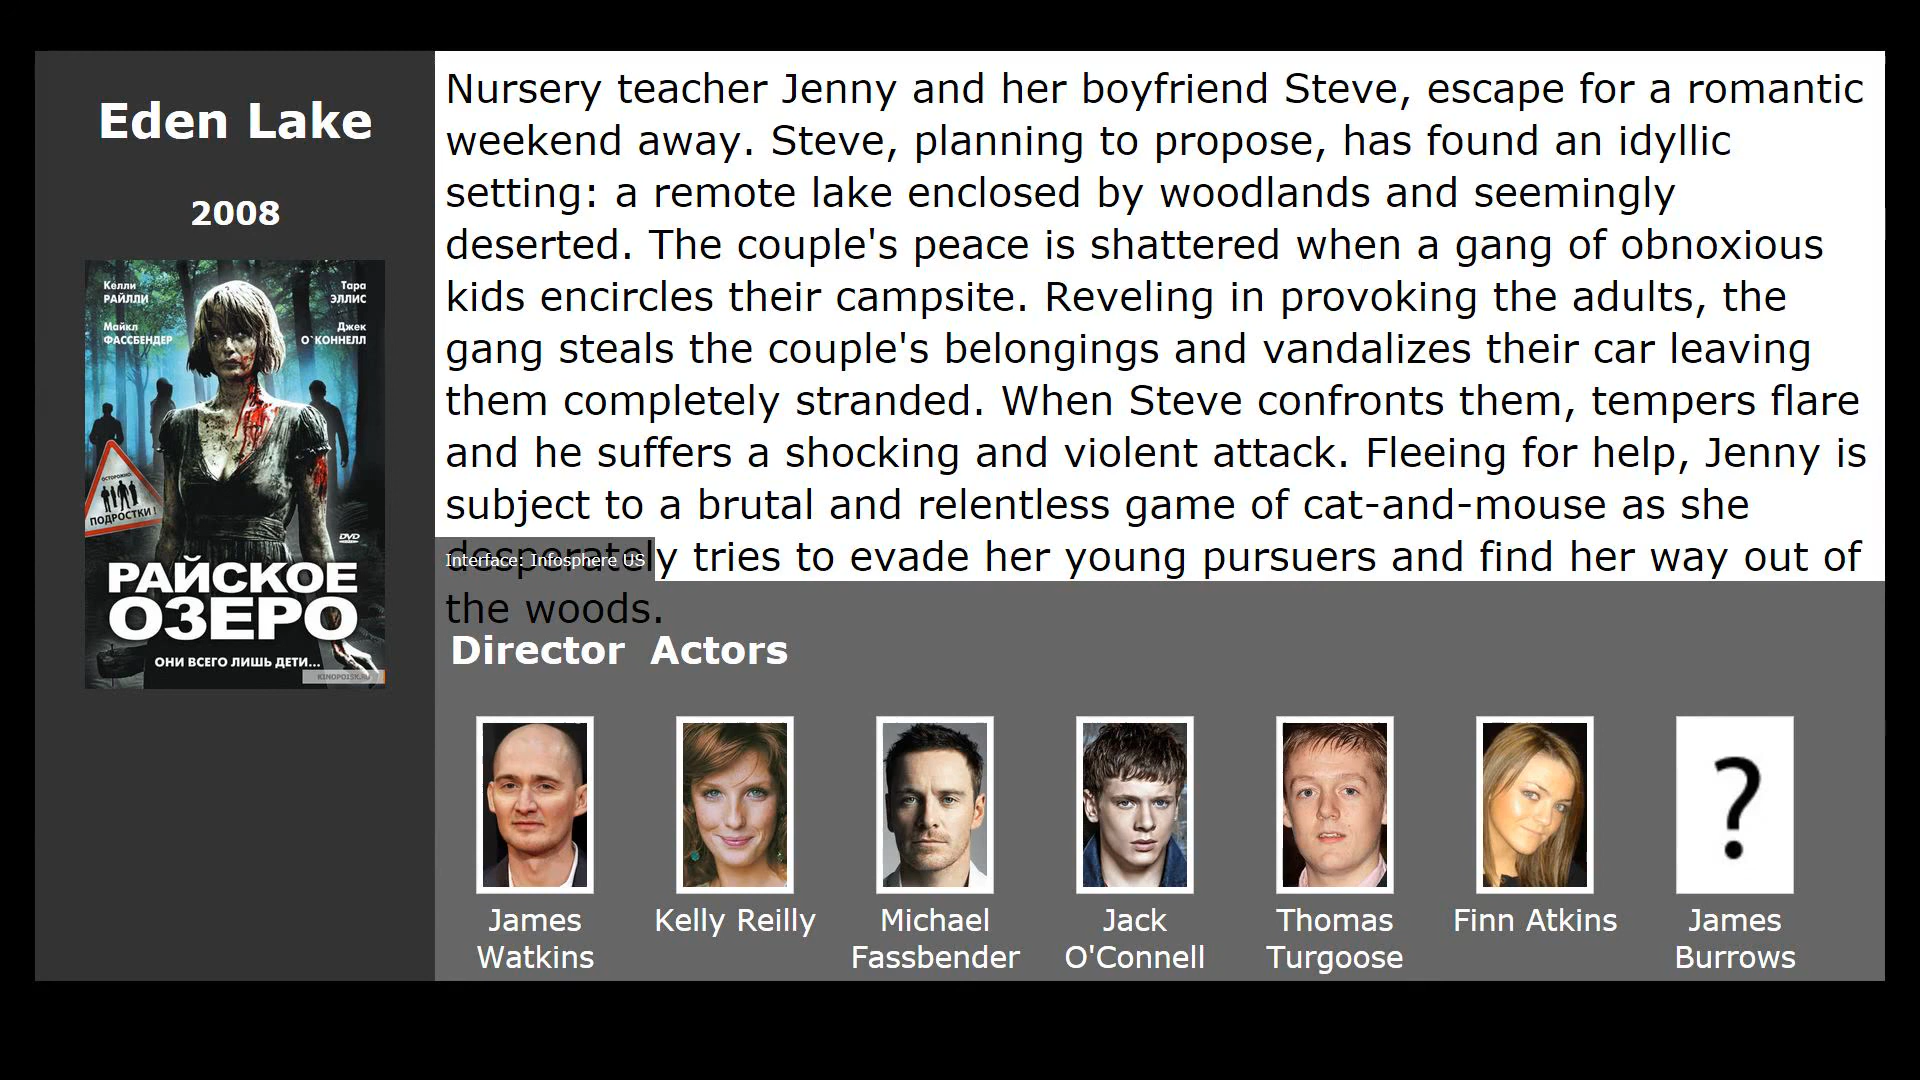 Eden Lake
2008
Келли
РАЙЛЛИ
Тара
ЭЛЛИС
Майкл
ФАССБЕНДЕР
Джек
О`КОННЕЛЛ
ОСТОРОЖНО
ПОДРОСТКИ !
DVD
РАЙСКОЕ
ОЗЕРО
ОНИ ВСЕГО ЛИШЬ ДЕТИ...
KINOPOISK.RU
Nursery teacher Jenny and her boyfriend Steve, escape for a romantic
weekend away. Steve, planning to propose, has found an idyllic
setting: a remote lake enclosed by woodlands and seemingly
deserted. The couple's peace is shattered when a gang of obnoxious
kids encircles their campsite. Reveling in provoking the adults, the
gang steals the couple's belongings and vandalizes their car leaving
them completely stranded. When Steve confronts them, tempers flare
and he suffers a shocking and violent attack. Fleeing for help, Jenny is
subject to a brutal and relentless game of cat-and-mouse as she
desperately tries to evade her young pursuers and find her way out of
the woods.
Interface: Infosphere US
Director Actors
James
Watkins
Kelly Reilly
Michael
Fassbender
Jack
O'Connell
Thomas
Turgoose
Finn Atkins
?
James
Burrows